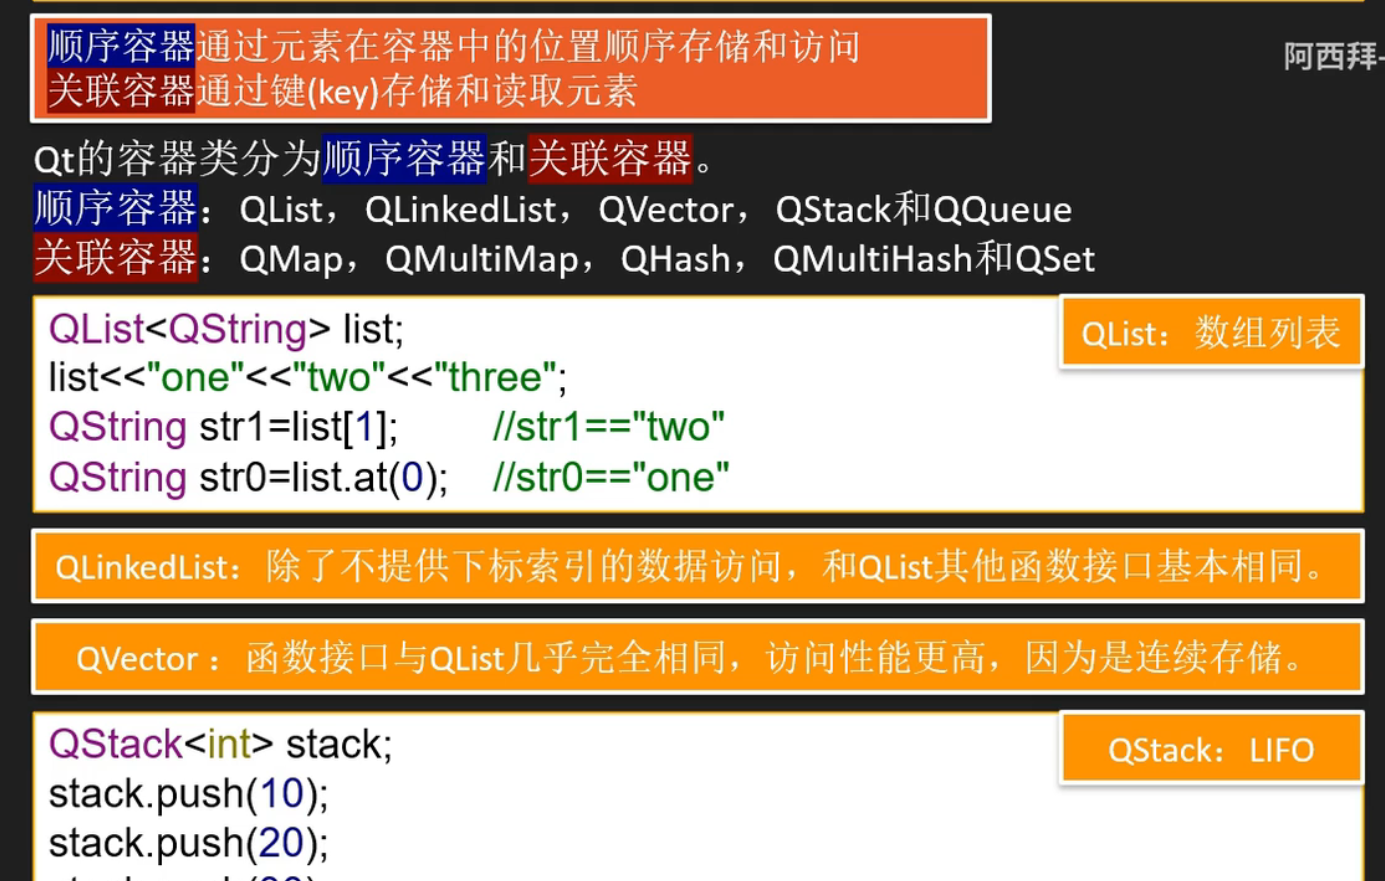 顺序容器通过元素在容器中的位置顺序存储和访问
关联容器通过键(key)存储和读取元素
阿西拜-
Qt的容器类分为顺序容器和关联容器。
顺序容器：QList，QLinkedList，QVector，QStack和QQueue
关联容器：QMap，QMultiMap，QHash，QMultiHash和QSet
QList：数组列表
QList<QString> list;
list<<"one"<<"two"<<"three";
QString str1=list[1]; //str1=="two"
QString str0=list.at(0); //str0=="one"
QLinkedList：除了不提供下标索引的数据访问，和QList其他函数接口基本相同。
QVector：函数接口与QList几乎完全相同，访问性能更高，因为是连续存储。
QStack：LIFO
QStack<int> stack;
stack.push(10);
stack.push(20);